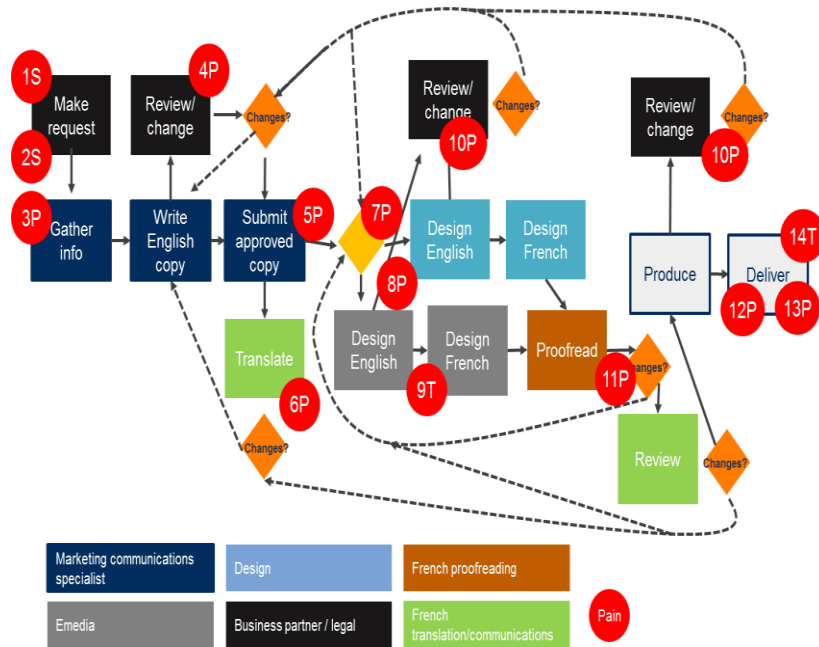 1S
4P
Make
request
Review/
change
Changes?
Review/
change
Changes?
Review/
change
Changes?
10P
10P
2S
3P
Gather
info
Write
English
copy
Submit
approved
copy
5P
7P
Design
English
Design
French
14T
Produce
Deliver
12P
13P
8P
Translate
Design
English
Design
French
Proofread
Changes?
11P
9T
6P
Changes?
Review
Changes?
Marketing communications
specialist
Design
French proofreading
Emedia
Business partner / legal
French
translation/communications
Pain